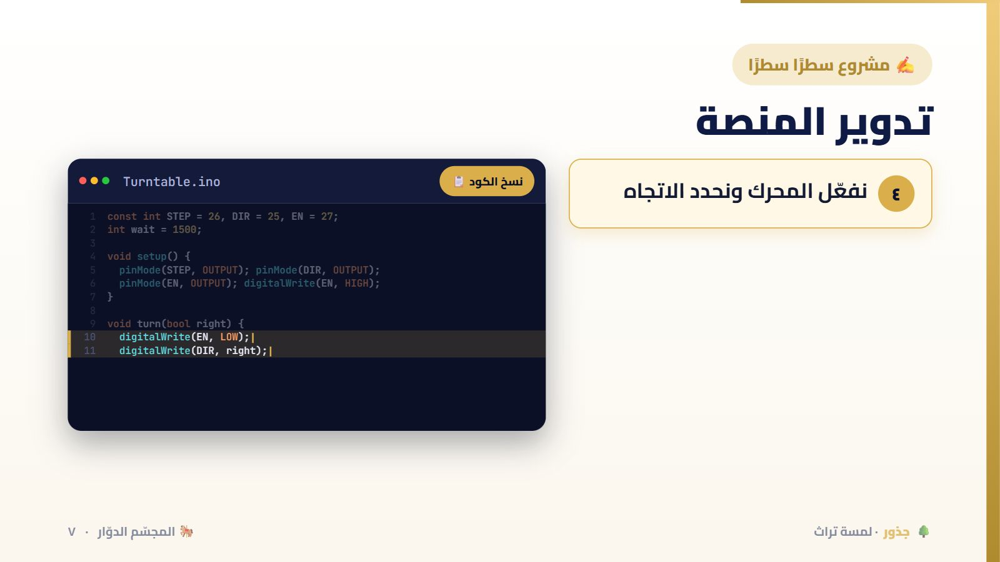 ✍️ مشروع سطرًا سطرًا
تدوير المنصة
٤ نفعّل المحرك ونحدد الاتجاه
Turntable.ino
نسخ الكود 📋
1 const int STEP = 26, DIR = 25, EN = 27;
2 int wait = 1500;
3
4 void setup() {
5   pinMode(STEP, OUTPUT); pinMode(DIR, OUTPUT);
6   pinMode(EN, OUTPUT); digitalWrite(EN, HIGH);
7 }
8
9 void turn(bool right) {
10   digitalWrite(EN, LOW);|
11   digitalWrite(DIR, right);|
🌳 جذور · لمسة تراث
🐫 المجسّم الدوّار · ٧